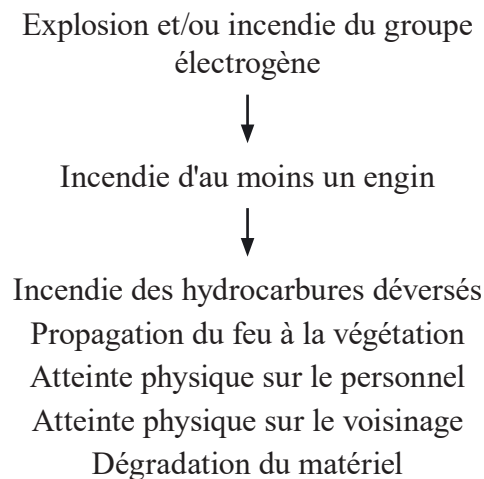 Explosion et/ou incendie du groupe
électrogène
Incendie d'au moins un engin
Incendie des hydrocarbures déversés
Propagation du feu à la végétation
Atteinte physique sur le personnel
Atteinte physique sur le voisinage
Dégradation du matériel